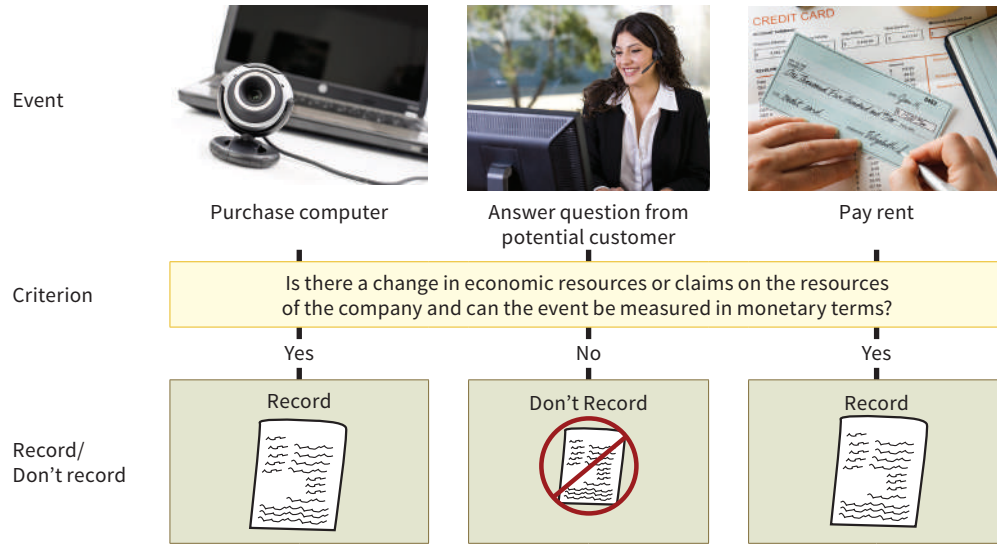 CREDIT CARD
ACCOUNT SUMMARY
Event
Purchase computer
Answer question from
potential customer
Pay rent
Criterion
Is there a change in economic resources or claims on the resources
of the company and can the event be measured in monetary terms?
Yes
No
Yes
Record
Don't Record
Record
Record/
Don't record